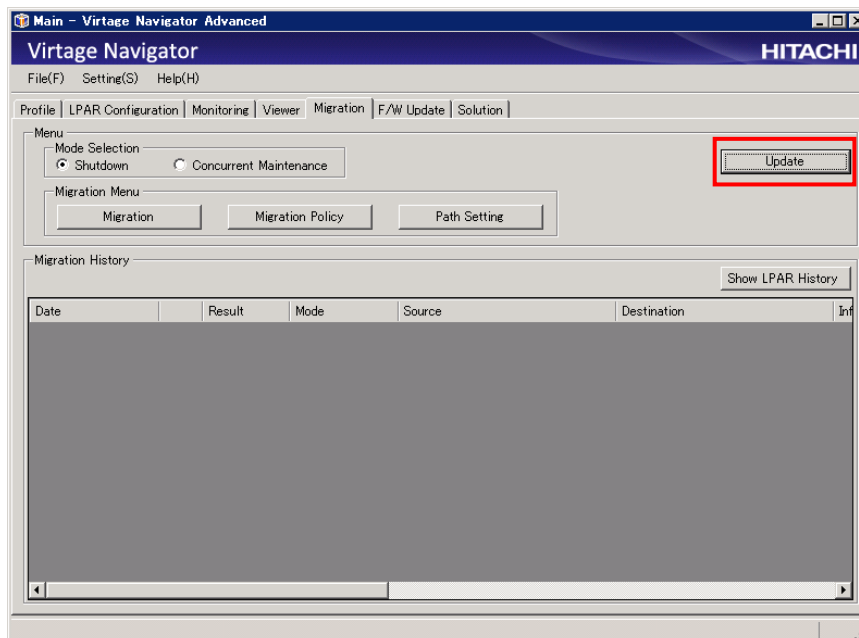 Main - Virtage Navigator Advanced
Virtage Navigator
HITACHI
File(F) Setting(S) Help(H)
Profile LPAR Configuration Monitoring Viewer Migration F/W Update Solution
Menu
Mode Selection
Shutdown Concurrent Maintenance
Update
Migration Menu
Migration Migration Policy Path Setting
Migration History
Show LPAR History
Date Result Mode Source Destination Inf